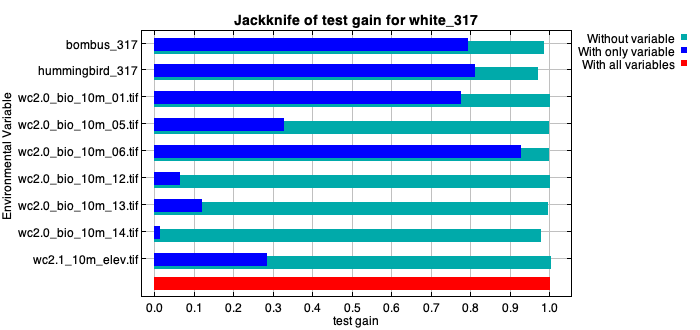 Jackknife of test gain for white_317
Without variable
With only variable
With all variables
Environmental Variable
bombus_317
hummingbird_317
wc2.0_bio_10m_01.tif
wc2.0_bio_10m_05.tif
wc2.0_bio_10m_06.tif
wc2.0_bio_10m_12.tif
wc2.0_bio_10m_13.tif
wc2.0_bio_10m_14.tif
wc2.1_10m_elev.tif
0.0 0.1 0.2 0.3 0.4 0.5 0.6 0.7 0.8 0.9 1.0
test gain